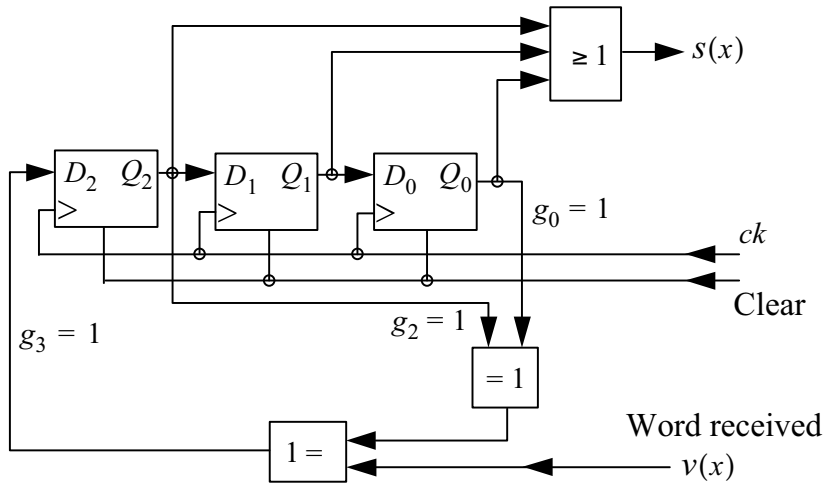 ≥ 1
s(x)
D₂ Q₂
D₁ Q₁
D₀ Q₀
g₀ = 1
ck
Clear
g₃ = 1
g₂ = 1
= 1
Word received
1 =
v(x)